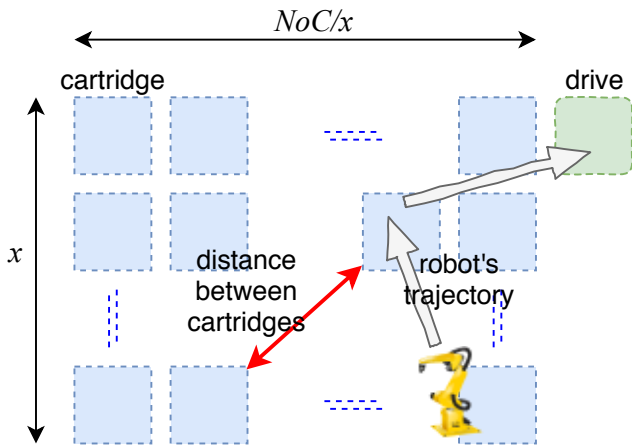 NoC/x
cartridge
drive
x
distance
between
cartridges
robot's
trajectory